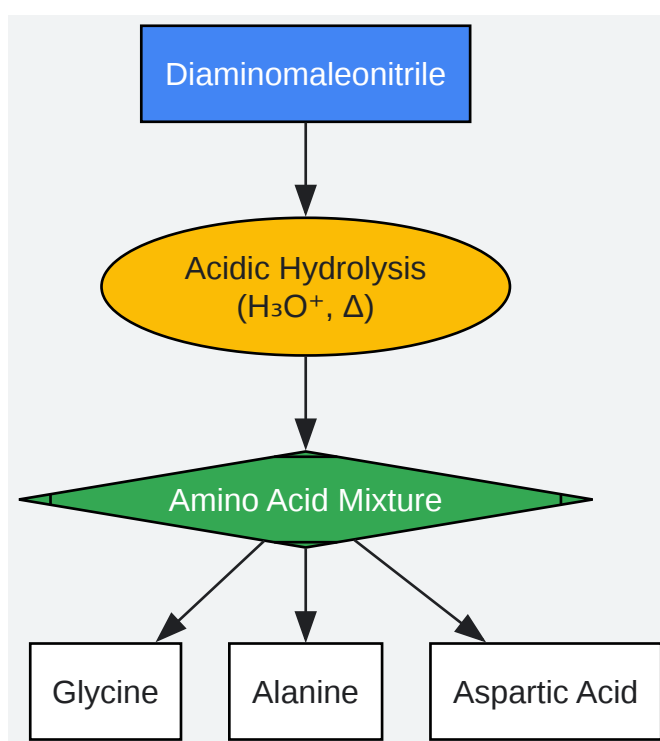 Diaminomaleonitrile
Acidic Hydrolysis
(H₃O⁺, Δ)
Amino Acid Mixture
Glycine
Alanine
Aspartic Acid